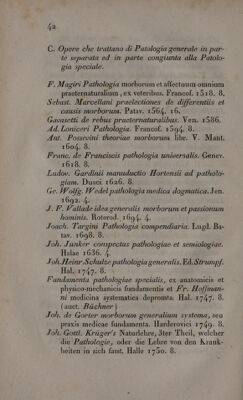 42
C. Opere che trattano di Patologia generale in par-
te separata ed in parte congiunta alla Patolo-
gia speciale.
F. Magiri Pathologia morborum et affectuum omnium
praeternaturalium, ex veteribus. Francof. 1518. 8.
Sebast. Marcellani praelectiones de differentiis et
causis morborum. Patav. 1564. 16.
Gavasetti de rebus praeternaturalibus. Ven. 1586.
Ad. Loniceri Pathologia. Francof. 1594. 8.
Ant. Possevini theoriae morborum libr. V. Mant.
1604. 8.
Franc. de Franciscis pathologia universalis. Genev.
1618. 8.
Ludov. Gardinii manuductio Hortensii ad patholo-
giam. Duaci 1626. 8.
Ge. Wolfg. Wedel pathologia medica dogmatica. Jen.
1692. 4.
J. F. Vallade idea generalis morborum et passionum
hominis. Roterod. 1694. 4.
Joach. Targini Pathologia compendiaria. Lugd. Ba-
tav. 1698. 8.
Joh. Junker conspectus pathologiae et semiologiae.
Halae 1636. 4.
Joh. Heinr. Schulze pathologia generalis. Ed. Strumpf.
Hal. 1747. 8.
Fundamenta pathologiae specialis, ex anatomicis et
physico-mechanicis fundamentis et Fr. Hoffman-
ni medicina systematica depromta. Hal. 1747. 8.
(auct. Büchner)
Joh. de Gorter morborum generalium systema, seu
praxis medicae fundamenta. Harderovici 1749. 8.
Joh. Gottl. Krüger's Naturlehre, 3ter Theil, welcher
die Pathologie, oder die Lehre von den Krank-
heiten in sich fasst. Halle 1750. 8.